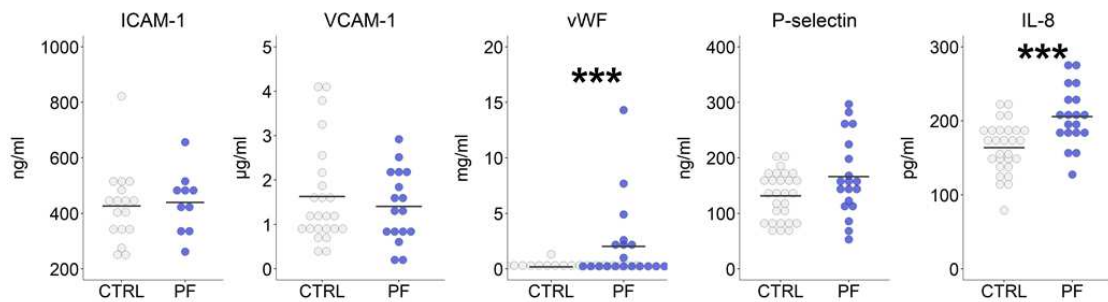 ICAM-1
ng/ml
1000
800
600
400
200
CTRL PF
VCAM-1
µg/ml
5
4
3
2
1
0
CTRL PF
vWF
mg/ml
20
15
10
5
0
***
CTRL PF
P-selectin
ng/ml
400
300
200
100
0
CTRL PF
IL-8
pg/ml
300
200
100
0
***
CTRL PF